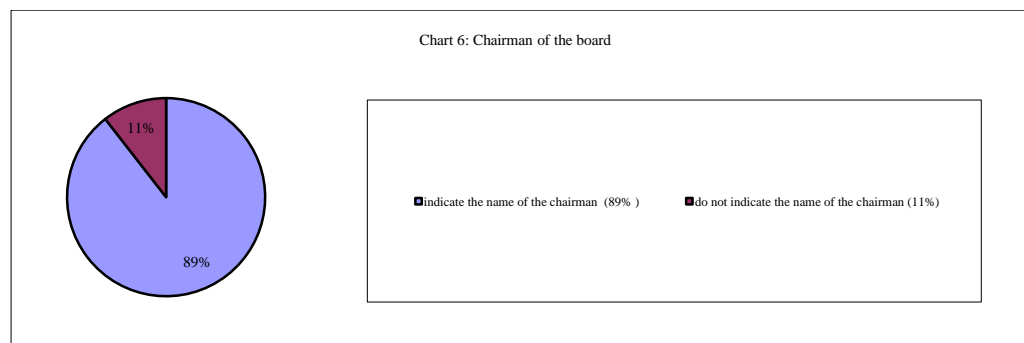 Chart 6: Chairman of the board
11%
89%
indicate the name of the chairman (89% )
do not indicate the name of the chairman (11%)